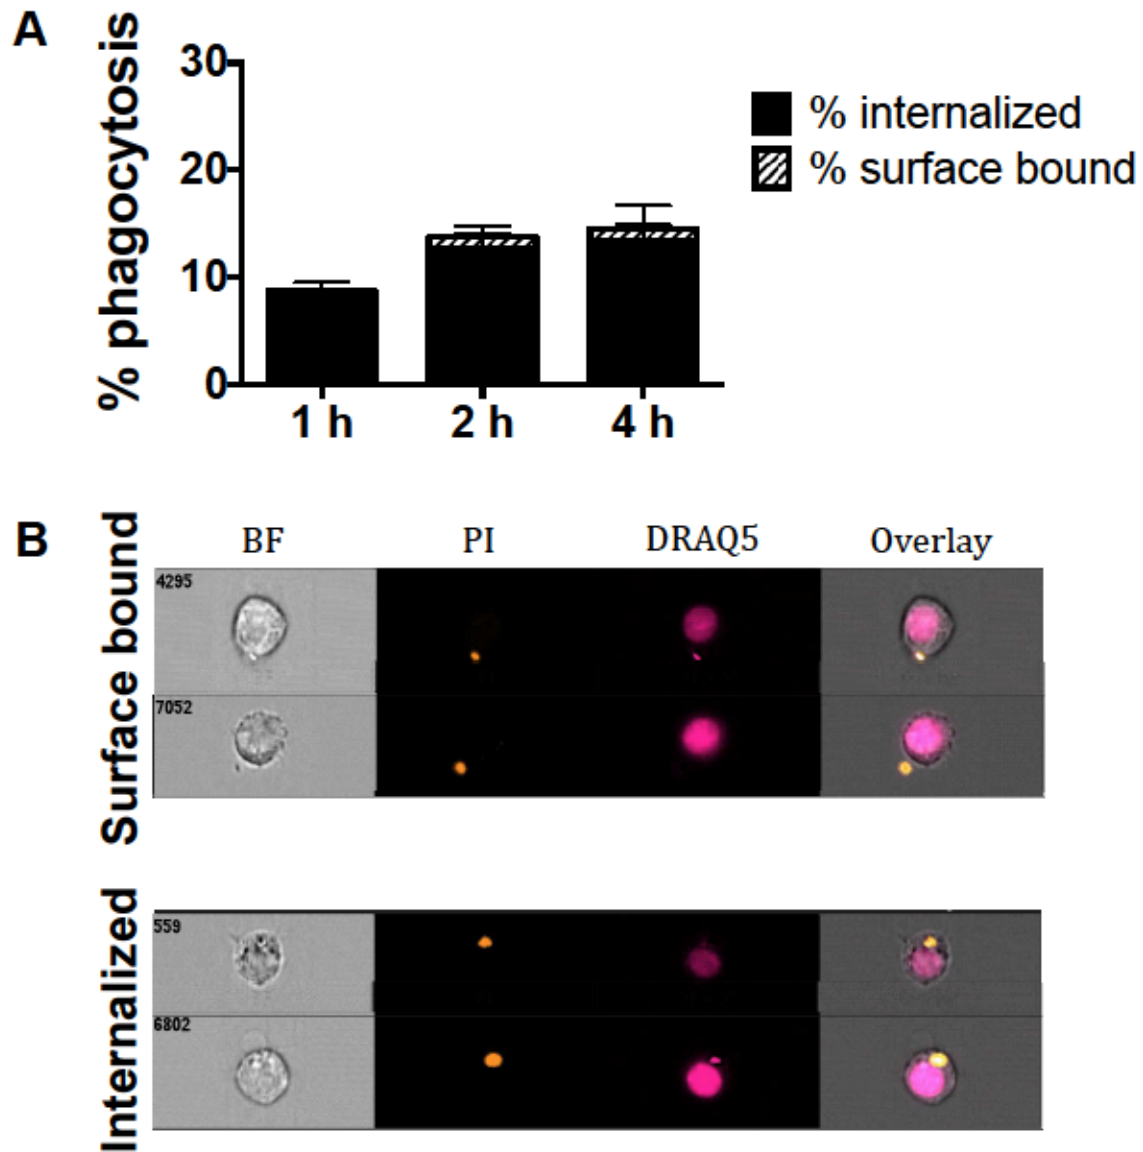 A
% phagocytosis
30
20
10
0
1 h 2 h 4 h
% internalized
% surface bound
B
BF PI DRAQ5 Overlay
Surface bound
4295
7052
Internalized
559
6802